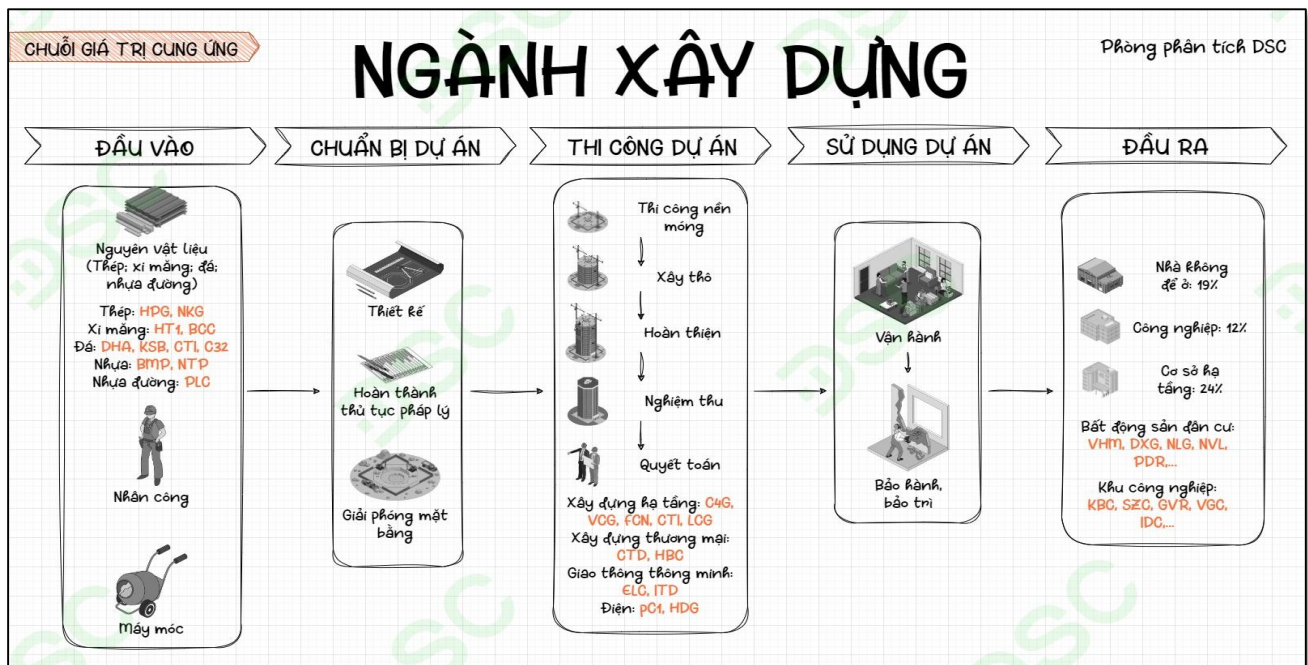 CHUỖI GIÁ TRỊ CUNG ỨNG
NGÀNH XÂY DỰNG
Phòng phân tích DSC
ĐẦU VÀO
CHUẨN BỊ DỰ ÁN
THI CÔNG DỰ ÁN
SỬ DỤNG DỰ ÁN
ĐẦU RA
Nguyên vật liệu
(Thép; xi măng; đá;
nhựa đường)
Thép: HPG, NKG
Xi măng: HT1, BCC
Đá: DHA, KSB, CTI, C32
Nhựa: BMP, NTP
Nhựa đường: PLC
Nhân công
Máy móc
Thiết kế
Hoàn thành
thủ tục pháp lý
Giải phóng mặt
bằng
Thi công nền
móng
Xây thô
Hoàn thiện
Nghiệm thu
Quyết toán
Xây dựng hạ tầng: C4G,
VCG, FCN, CTI, LCG
Xây dựng thương mại:
CTD, HBC
Giao thông thông minh:
ELC, ITD
Điện: PC1, HDG
Vận hành
Bảo hành,
bảo trì
Nhà không
để ở: 19%
Công nghiệp: 12%
Cơ sở hạ
tầng: 24%
Bất động sản dân cư:
VHM, DXG, NLG, NVL,
PDR,...
Khu công nghiệp:
KBC, SZC, GVR, VGC,
IDC,...
DSC
DSC
DSC
DSC
DSC
DSC